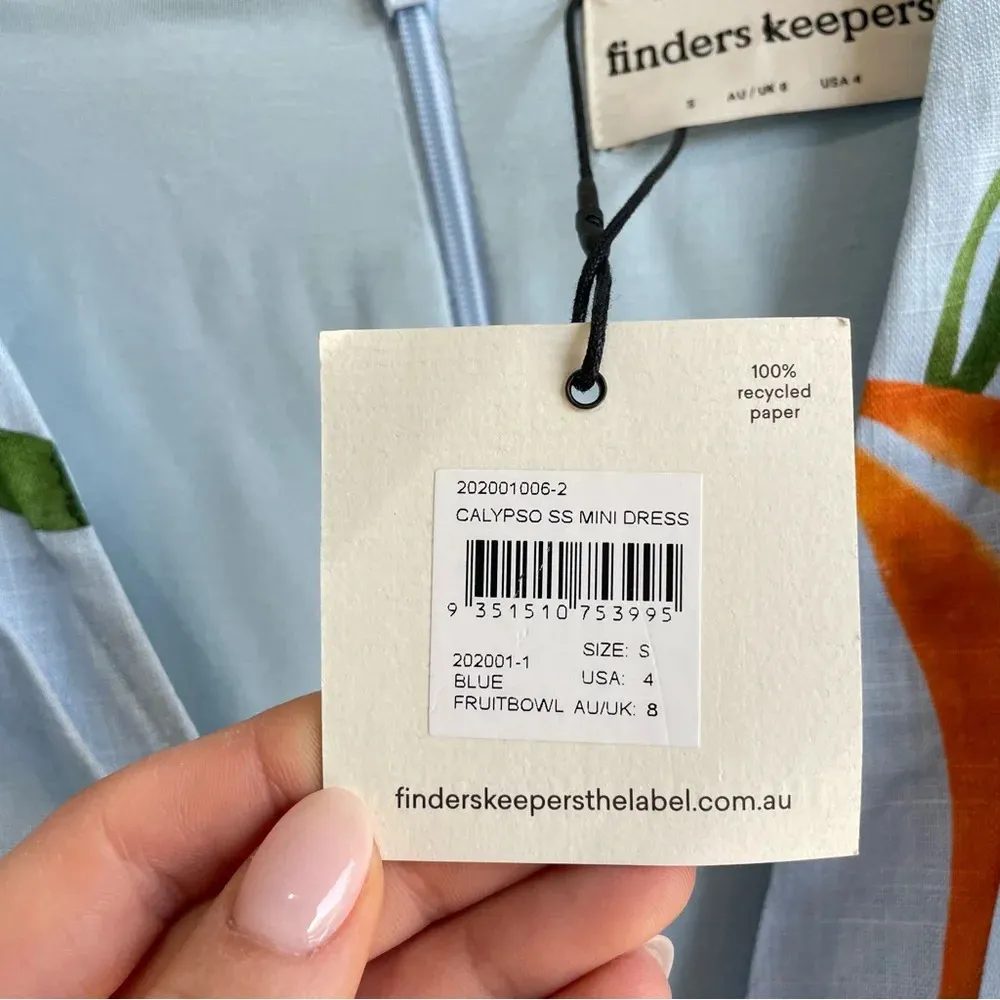 finders keepers
S AU / UK 8 USA 4
100%
recycled
paper
202001006-2
CALYPSO SS MINI DRESS
9 351510 753995
SIZE: S
202001-1
USA: 4
BLUE
FRUITBOWL AU/UK: 8
finderskeepersthelabel.com.au